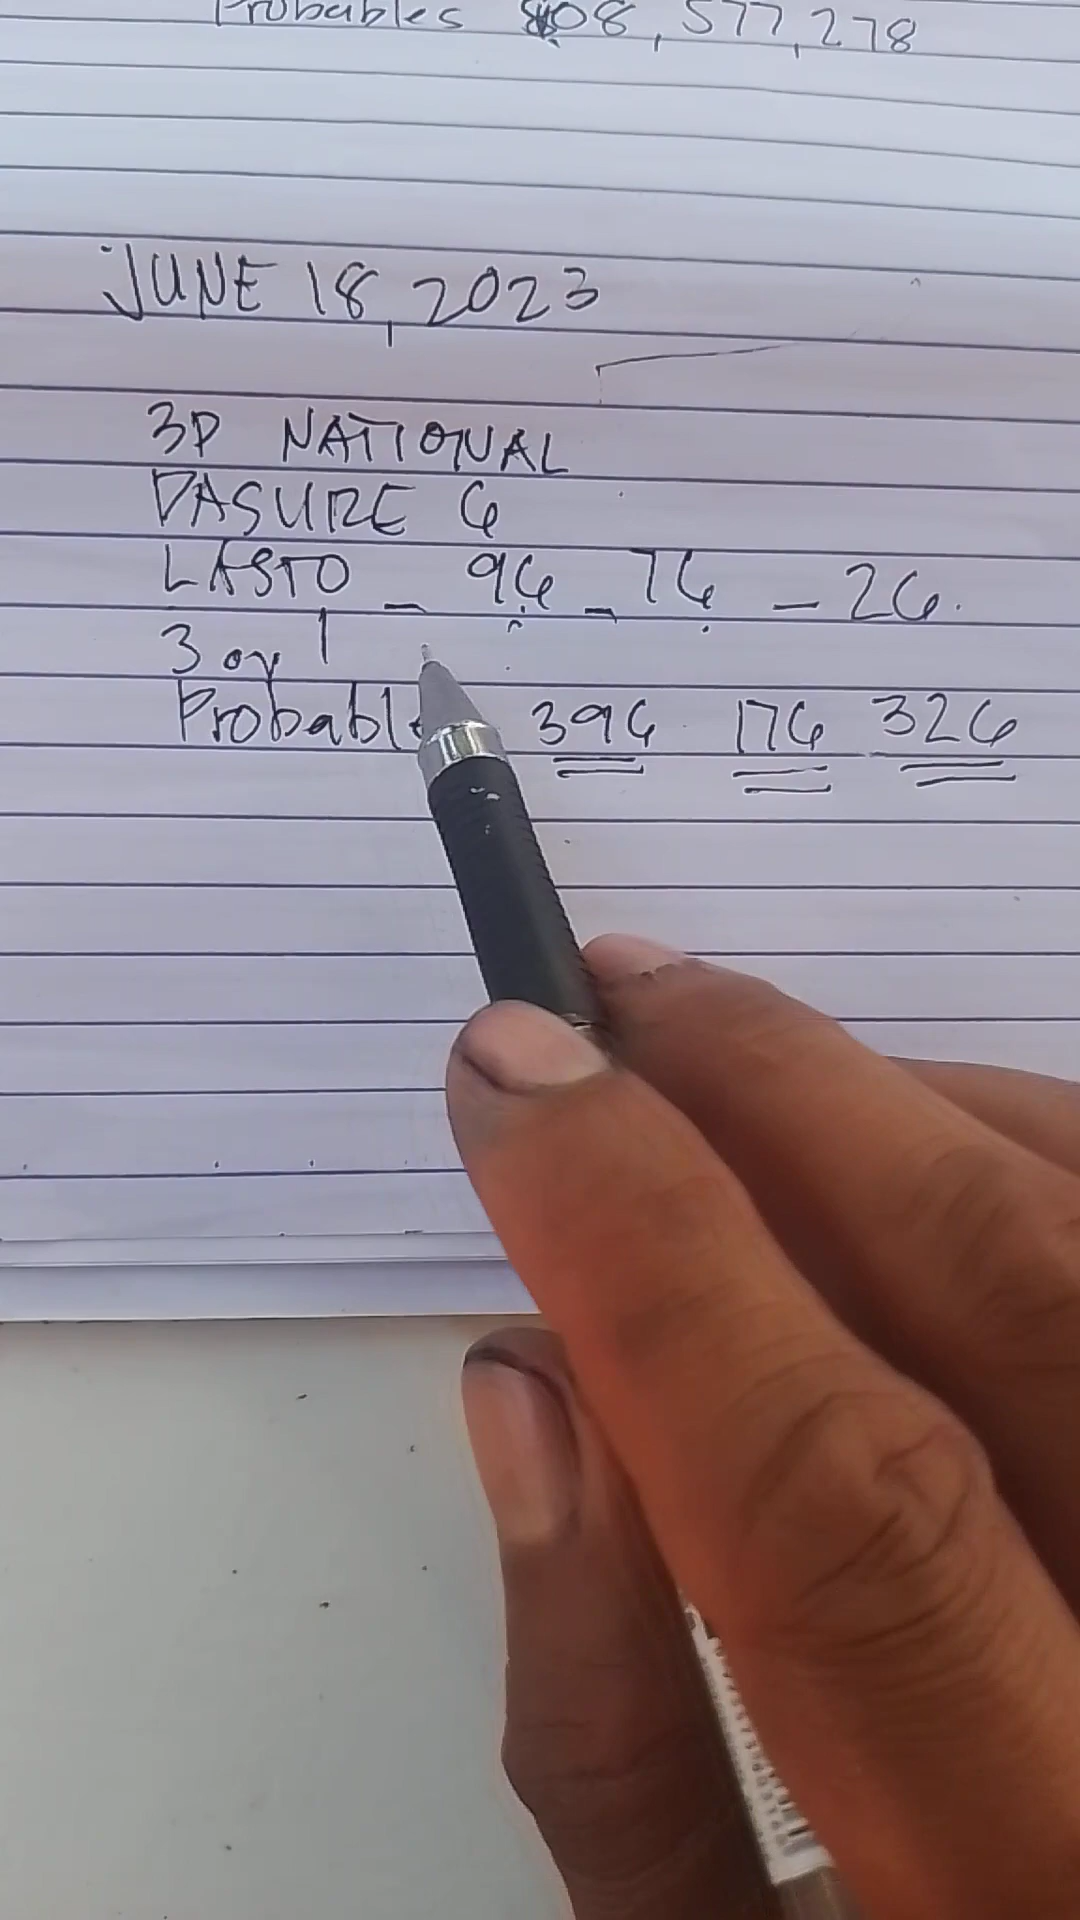 Probables 808, 577, 278
JUNE 18, 2023
3D NATIONAL
PASURE 6
LASTO _ 96 _ 76 _ 26.
3 or 1
Probable 396 176 326